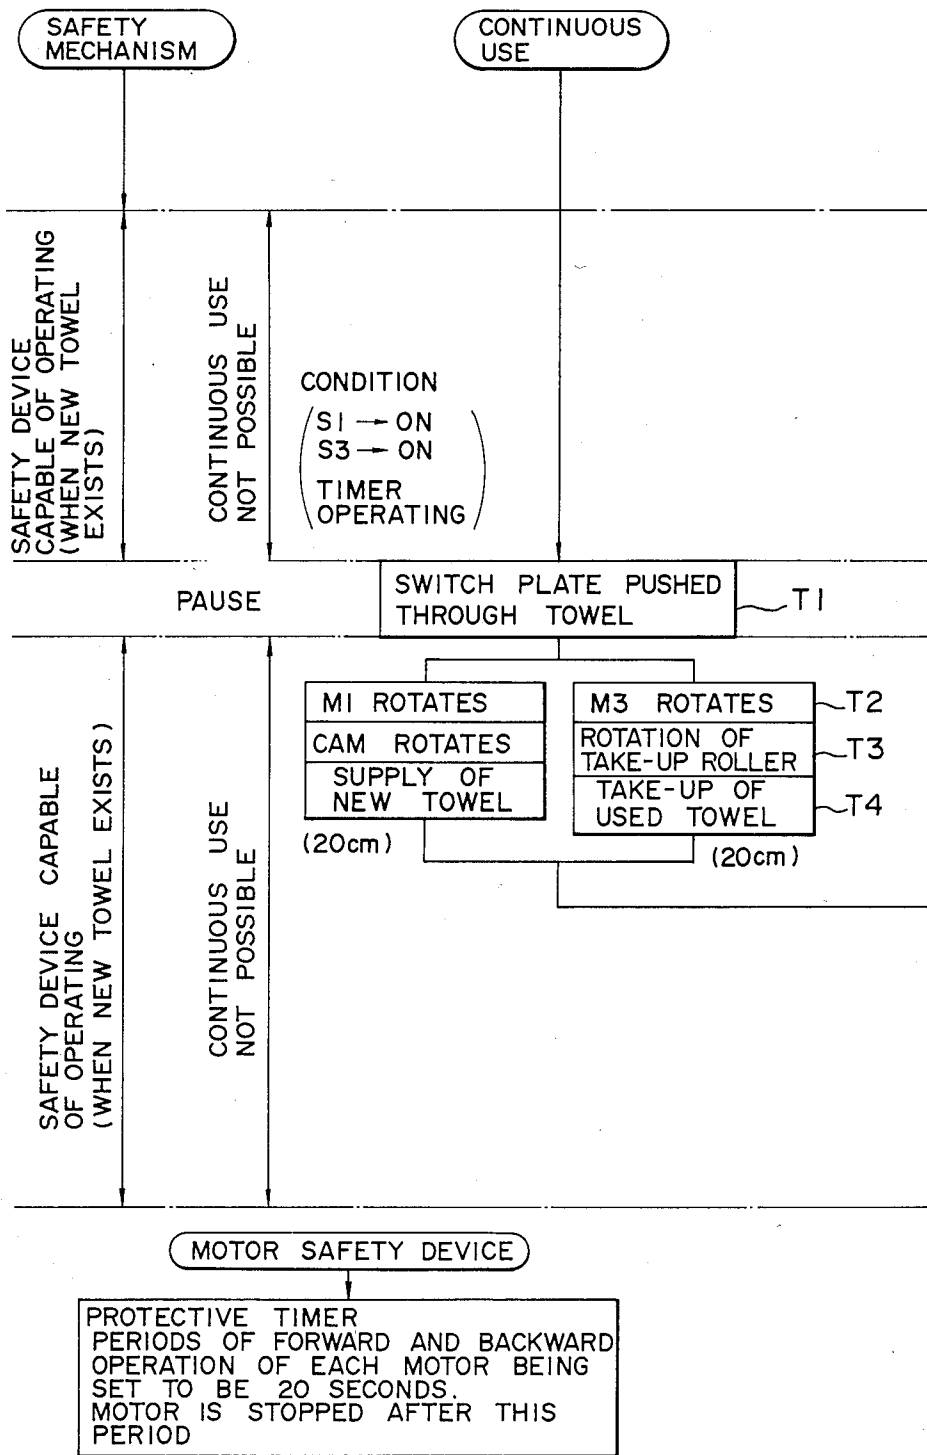 SAFETY
MECHANISM
CONTINUOUS
USE
SAFETY DEVICE
CAPABLE OF OPERATING
(WHEN NEW TOWEL
EXISTS)
CONTINUOUS USE
NOT POSSIBLE
CONDITION
S1 → ON
S3 → ON
TIMER
OPERATING
PAUSE
SWITCH PLATE PUSHED
THROUGH TOWEL
T1
M1 ROTATES
CAM ROTATES
SUPPLY OF
NEW TOWEL
(20cm)
M3 ROTATES
T2
ROTATION OF
TAKE-UP ROLLER
T3
TAKE-UP OF
USED TOWEL
T4
(20cm)
SAFETY DEVICE CAPABLE
OF OPERATING
(WHEN NEW TOWEL EXISTS)
CONTINUOUS USE
NOT POSSIBLE
MOTOR SAFETY DEVICE
PROTECTIVE TIMER
PERIODS OF FORWARD AND BACKWARD
OPERATION OF EACH MOTOR BEING
SET TO BE 20 SECONDS.
MOTOR IS STOPPED AFTER THIS
PERIOD